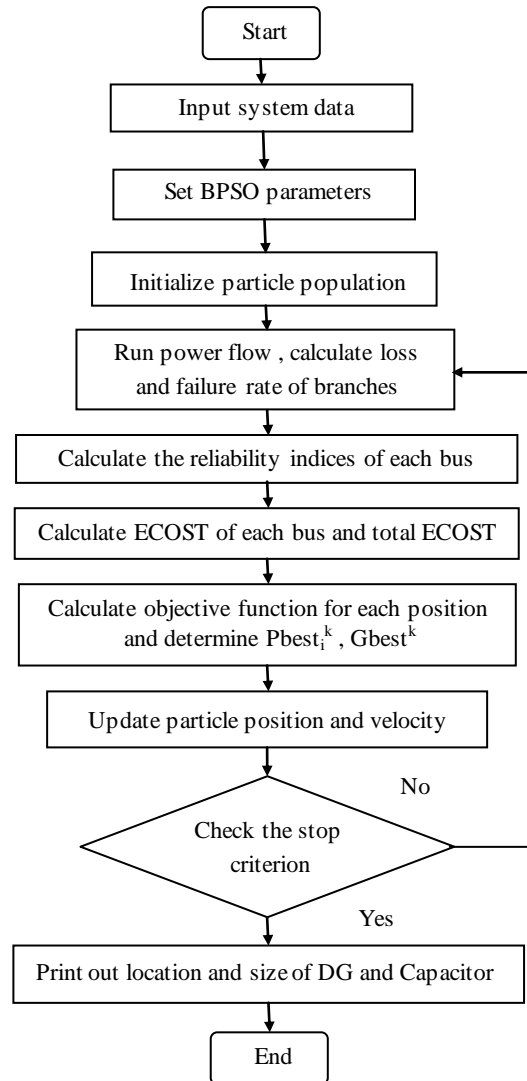 Start
Input system data
Set BPSO parameters
Initialize particle population
Run power flow , calculate loss
and failure rate of branches
Calculate the reliability indices of each bus
Calculate ECOST of each bus and total ECOST
Calculate objective function for each position
and determine Pbestᵢᵏ , Gbestᵏ
Update particle position and velocity
No
Check the stop
criterion
Yes
Print out location and size of DG and Capacitor
End